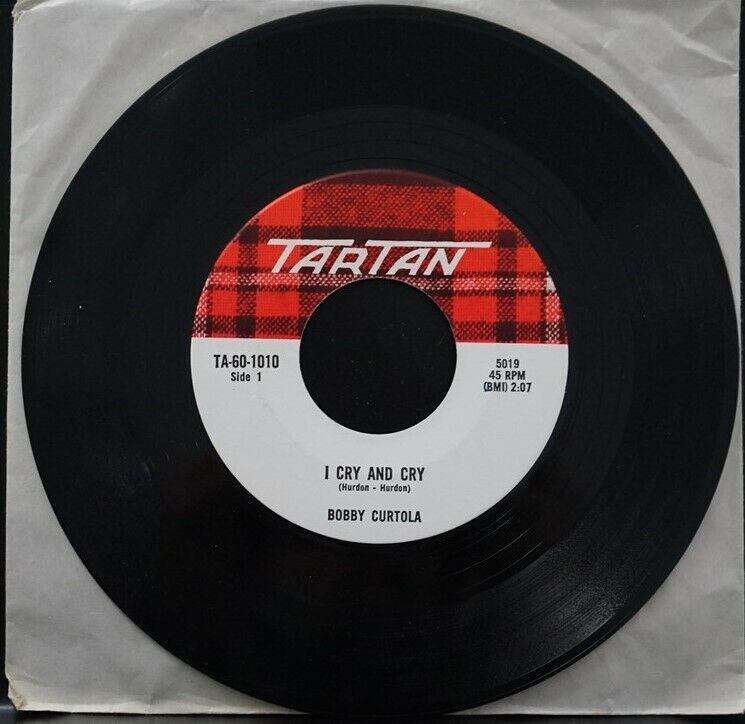 TARTAN
TA-60-1010
Side 1
5019
45 RPM
(BMI) 2:07
I CRY AND CRY
(Hurdon - Hurdon)
BOBBY CURTOLA